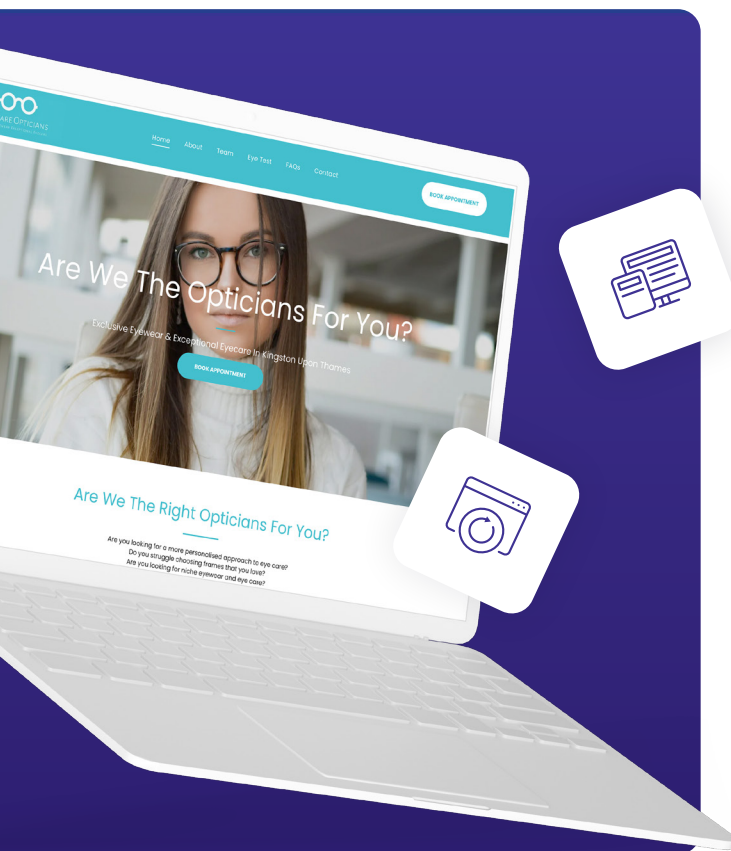 ARE OPTICIANS
Home About Team Eye Test FAQs Contact
BOOK APPOINTMENT
Are We The Opticians For You?
Exclusive Eyewear & Exceptional Eyecare In Kingston Upon Thames
BOOK APPOINTMENT
Are We The Right Opticians For You?
Are you looking for a more personalised approach to eye care?
Do you struggle choosing frames that you love?
Are you looking for niche eyewear and eye care?